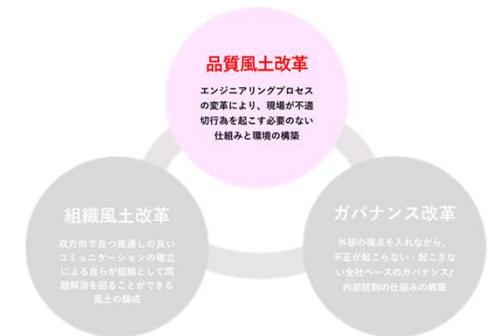 品質風土改革
エンジニアリングプロセス
の変革により、現場が不適
切行為を起こす必要のない
仕組みと環境の構築
組織風土改革
双方向で且つ風通しの良い
コミュニケーションの確立
による自らが組織として問
題解消を図ることができる
風土の醸成
ガバナンス改革
外部の視点を入れながら、
不正が起こらない・起こさな
い全社ベースのガバナンス/
内部統制の仕組みの構築